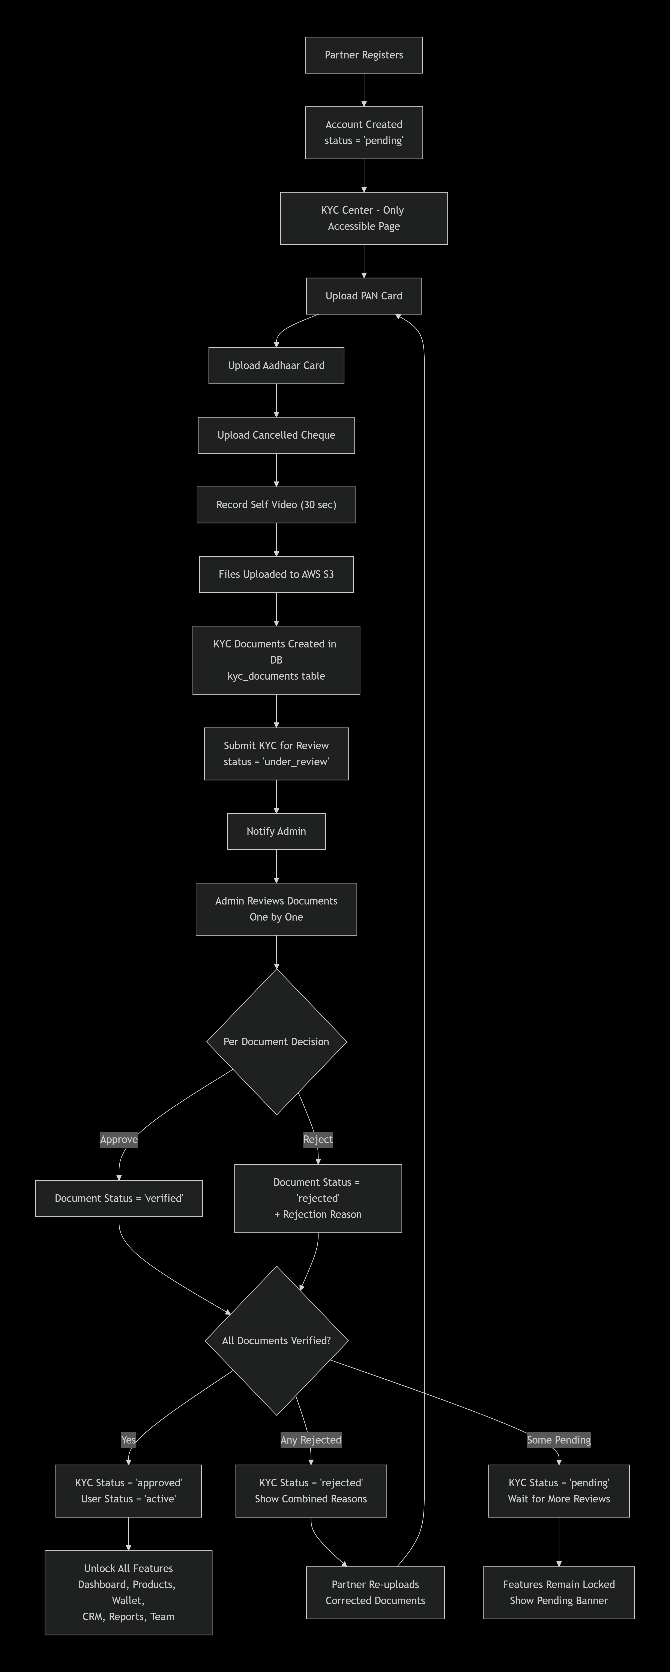 Partner Registers
Account Created
status = 'pending'
KYC Center - Only
Accessible Page
Upload PAN Card
Upload Aadhaar Card
Upload Cancelled Cheque
Record Self Video (30 sec)
Files Uploaded to AWS S3
KYC Documents Created in
DB
kyc_documents table
Submit KYC for Review
status = 'under_review'
Notify Admin
Admin Reviews Documents
One by One
Per Document Decision
Approve
Reject
Document Status = 'verified'
Document Status =
'rejected'
+ Rejection Reason
All Documents Verified?
Yes
Any Rejected
Some Pending
KYC Status = 'approved'
User Status = 'active'
KYC Status = 'rejected'
Show Combined Reasons
KYC Status = 'pending'
Wait for More Reviews
Unlock All Features
Dashboard, Products,
Wallet,
CRM, Reports, Team
Partner Re-uploads
Corrected Documents
Features Remain Locked
Show Pending Banner